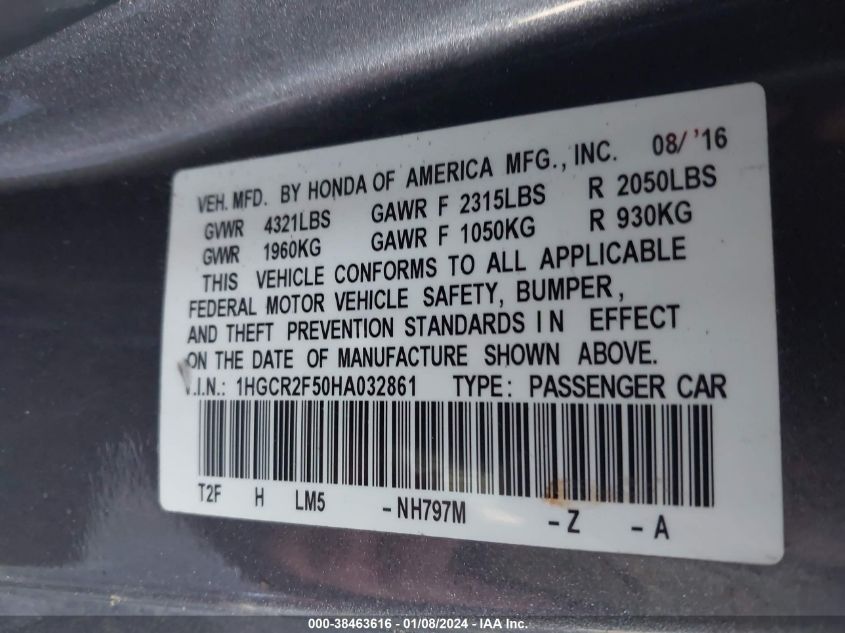 VEH. MFD. BY HONDA OF AMERICA MFG., INC. 08/ '16
GVWR 4321LBS GAWR F 2315LBS R 2050LBS
GVWR 1960KG GAWR F 1050KG R 930KG
THIS VEHICLE CONFORMS TO ALL APPLICABLE
FEDERAL MOTOR VEHICLE SAFETY, BUMPER,
AND THEFT PREVENTION STANDARDS IN EFFECT
ON THE DATE OF MANUFACTURE SHOWN ABOVE.
V.I.N.: 1HGCR2F50HA032861 TYPE: PASSENGER CAR
T2F H LM5 -NH797M -Z -A
000-38463616 - 01/08/2024 - IAA Inc.